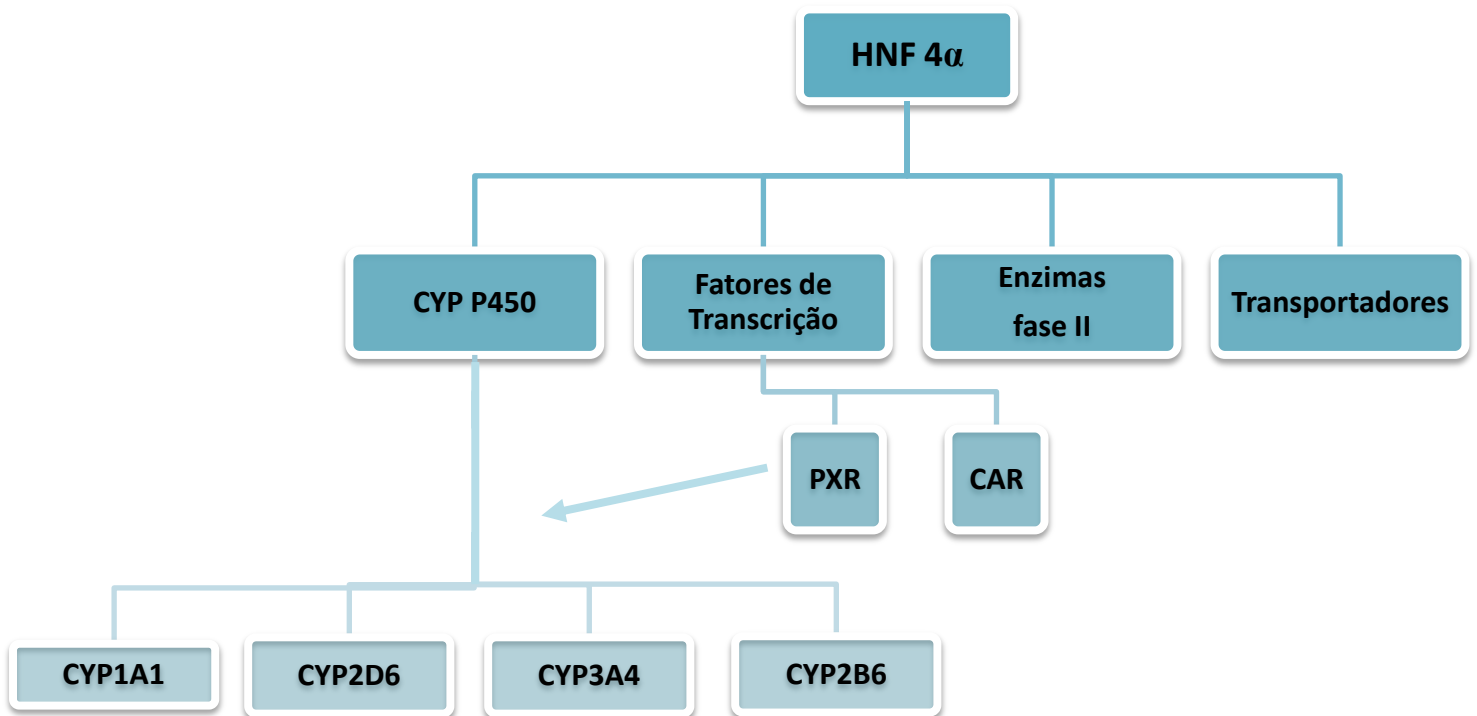 HNF 4α
CYP P450
Fatores de
Transcrição
Enzimas
fase II
Transportadores
PXR
CAR
CYP1A1
CYP2D6
CYP3A4
CYP2B6